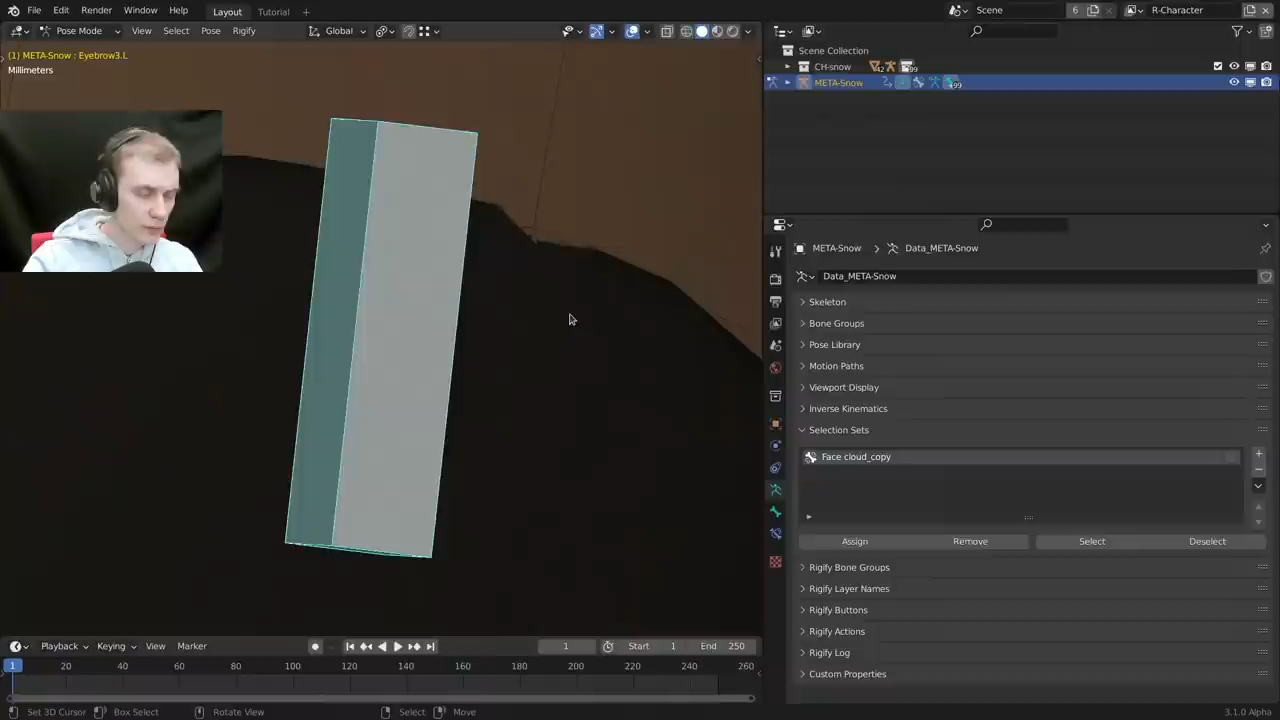 File Edit Render Window Help Layout Tutorial Scene 6 R-Character
Pose Mode View Select Pose Rigify Global
(1) META-Snow : Eyebrow3.L
Millimeters
Scene Collection
CH-snow 42 99
META-Snow 99
META-Snow > Data_META-Snow
Data_META-Snow
Skeleton
Bone Groups
Pose Library
Motion Paths
Viewport Display
Inverse Kinematics
Selection Sets
Face cloud_copy
Assign Remove Select Deselect
Rigify Bone Groups
Rigify Layer Names
Rigify Buttons
Rigify Actions
Rigify Log
Custom Properties
Playback Keying View Marker 1 Start 1 End 250
1 20 40 60 80 100 120 140 160 180 200 220 240 260
Set 3D Cursor Box Select Rotate View Select Move 3.1.0 Alpha